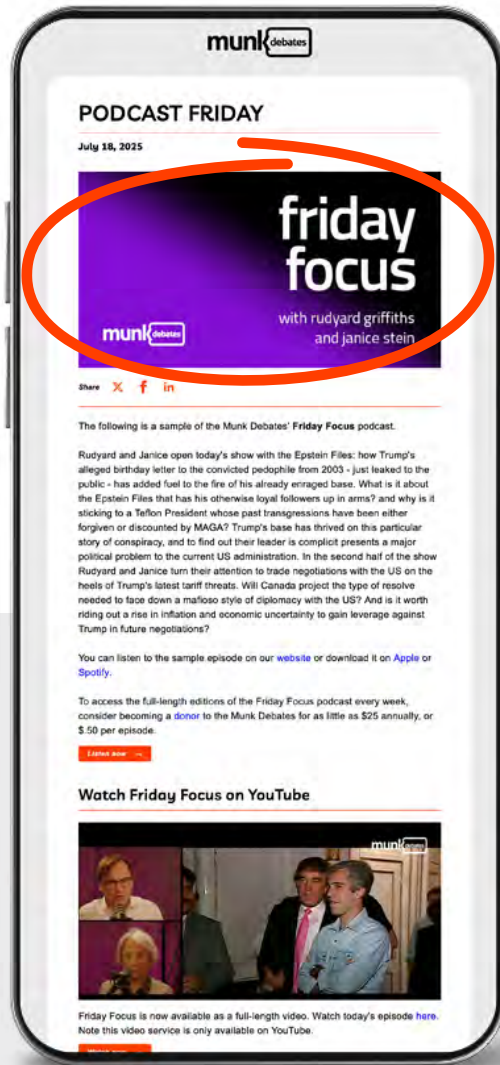 munk debates
PODCAST FRIDAY
July 18, 2025
friday
focus
with rudyard griffiths
and janice stein
munk debates
Share
The following is a sample of the Munk Debates' Friday Focus podcast.
Rudyard and Janice open today's show with the Epstein Files: how Trump's
alleged birthday letter to the convicted pedophile from 2003 - just leaked to the
public - has added fuel to the fire of his already enraged base. What is it about
the Epstein Files that has his otherwise loyal followers up in arms? and why is it
sticking to a Teflon President whose past transgressions have been either
forgiven or discounted by MAGA? Trump's base has thrived on this particular
story of conspiracy, and to find out their leader is complicit presents a major
political problem to the current US administration. In the second half of the show
Rudyard and Janice turn their attention to trade negotiations with the US on the
heels of Trump's latest tariff threats. Will Canada project the type of resolve
needed to face down a mafioso style of diplomacy with the US? And is it worth
riding out a rise in inflation and economic uncertainty to gain leverage against
Trump in future negotiations?
You can listen to the sample episode on our website or download it on Apple or
Spotify.
To access the full-length editions of the Friday Focus podcast every week,
consider becoming a donor to the Munk Debates for as little as $25 annually, or
$.50 per episode.
Listen now →
Watch Friday Focus on YouTube
munk debates
Friday Focus is now available as a full-length video. Watch today's episode here.
Note this video service is only available on YouTube.